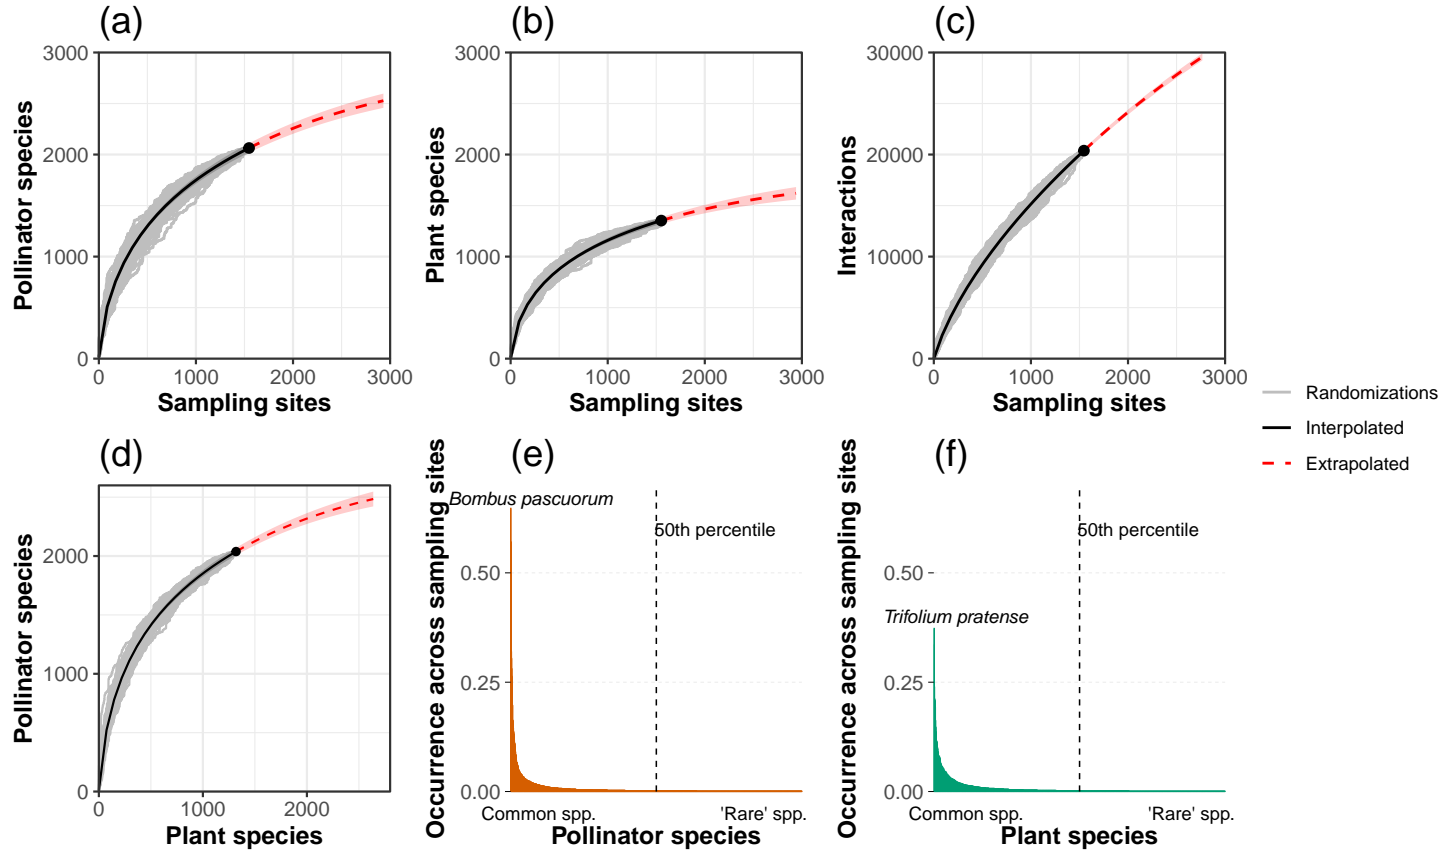 (a)
(b)
(c)
3000
2000
1000
0
0
1000
2000
3000
Pollinator species
Sampling sites
3000
2000
1000
0
0
1000
2000
3000
Plant species
Sampling sites
30000
20000
10000
0
0
1000
2000
3000
Interactions
Sampling sites
Randomizations
Interpolated
Extrapolated
(d)
(e)
(f)
2000
1000
0
0
1000
2000
Pollinator species
Plant species
Occurrence across sampling sites
Bombus pascuorum
50th percentile
0.50
0.25
0.00
Common spp.
'Rare' spp.
Pollinator species
Occurrence across sampling sites
50th percentile
0.50
Trifolium pratense
0.25
0.00
Common spp.
'Rare' spp.
Plant species